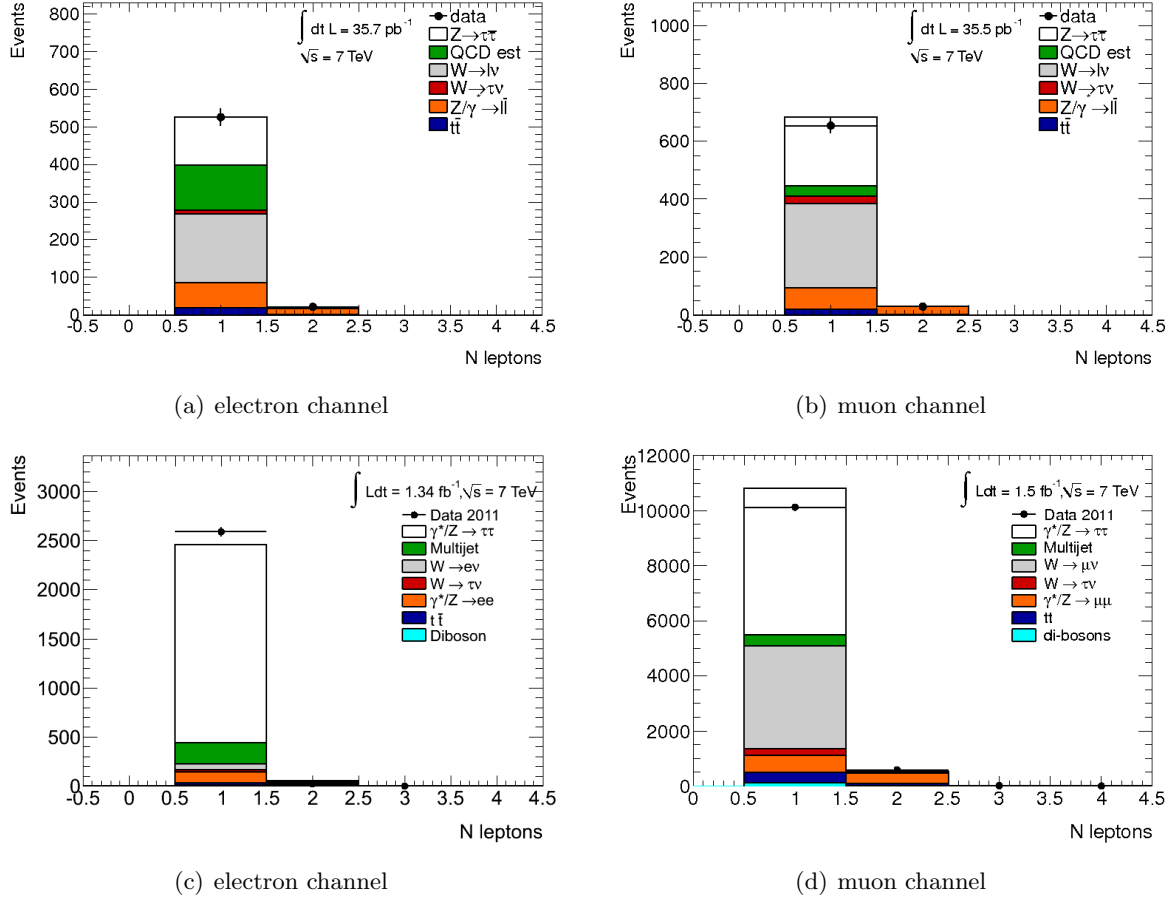 Events
800
700
600
500
400
300
200
100
0
-0.5 0 0.5 1 1.5 2 2.5 3 3.5 4 4.5
N leptons
∫ dt L = 35.7 pb⁻¹
√s = 7 TeV
data
Z→ττ̄
QCD est
W→lν
W→τν
Z/γ*→ll̄
tt̄
(a) electron channel
Events
1000
800
600
400
200
0
-0.5 0 0.5 1 1.5 2 2.5 3 3.5 4 4.5
N leptons
∫ dt L = 35.5 pb⁻¹
√s = 7 TeV
data
Z→ττ̄
QCD est
W→lν
W→τν
Z/γ*→ll̄
tt̄
(b) muon channel
Events
3000
2500
2000
1500
1000
500
0
-0.5 0 0.5 1 1.5 2 2.5 3 3.5 4 4.5
N leptons
∫ Ldt = 1.34 fb⁻¹,√s = 7 TeV
Data 2011
γ*/Z → ττ
Multijet
W → eν
W → τν
γ*/Z →ee
t t̄
Diboson
(c) electron channel
Events
12000
10000
8000
6000
4000
2000
0
0 0.5 1 1.5 2 2.5 3 3.5 4 4.5
N leptons
∫ Ldt = 1.5 fb⁻¹,√s = 7 TeV
Data 2011
γ*/Z → ττ
Multijet
W → μν
W → τν
γ*/Z → μμ
tt
di-bosons
(d) muon channel